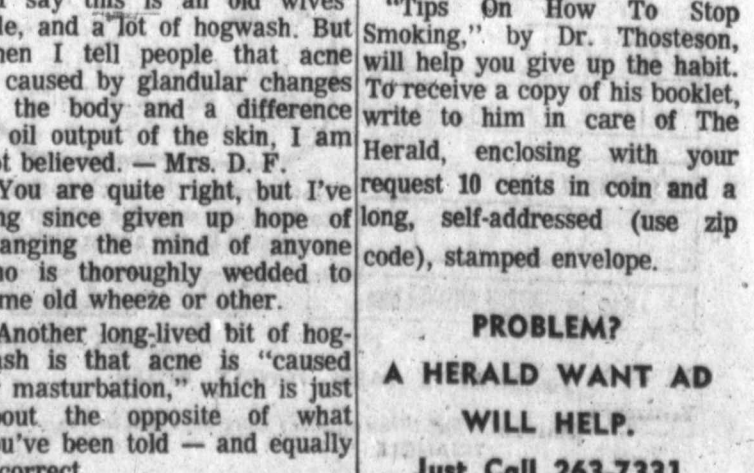 say this is an old wives'
le, and a lot of hogwash. But
hen I tell people that acne
caused by glandular changes
the body and a difference
oil output of the skin, I am
t believed. — Mrs. D. F.
You are quite right, but I've
ng since given up hope of
anging the mind of anyone
ho is thoroughly wedded to
me old wheeze or other.
Another long-lived bit of hog-
ash is that acne is "caused
masturbation," which is just
out the opposite of what
u've been told — and equally
correct.
"Tips On How To Stop
Smoking," by Dr. Thosteson,
will help you give up the habit.
To receive a copy of his booklet,
write to him in care of The
Herald, enclosing with your
request 10 cents in coin and a
long, self-addressed (use zip
code), stamped envelope.
PROBLEM?
A HERALD WANT AD
WILL HELP.
Just Call 263-7331